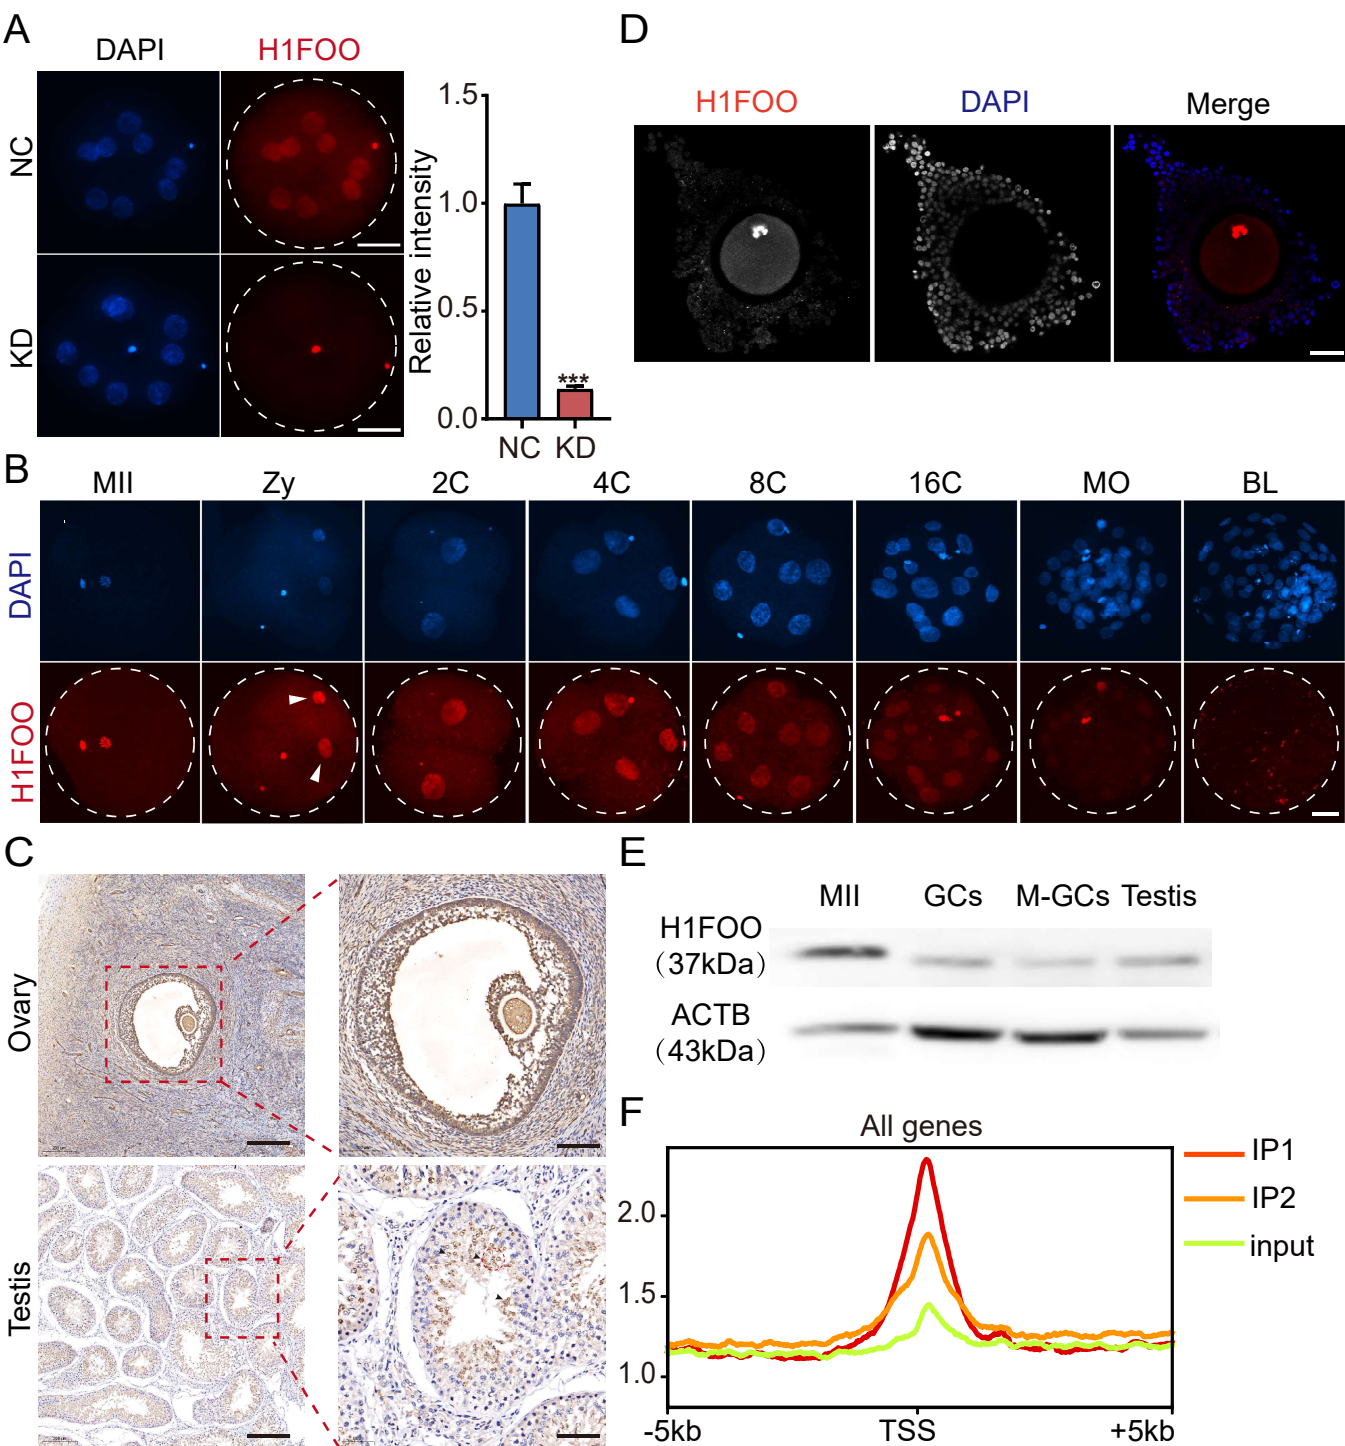 A
DAPI
H1FOO
NC
KD
Relative intensity
1.5
1.0
0.5
0.0
***
NC
KD
D
H1FOO
DAPI
Merge
B
MII
Zy
2C
4C
8C
16C
MO
BL
DAPI
H1FOO
C
Ovary
Testis
E
MII
GCs
M-GCs
Testis
H1FOO
（37kDa）
ACTB
（43kDa）
F
All genes
2.0
1.5
1.0
-5kb
TSS
+5kb
IP1
IP2
input